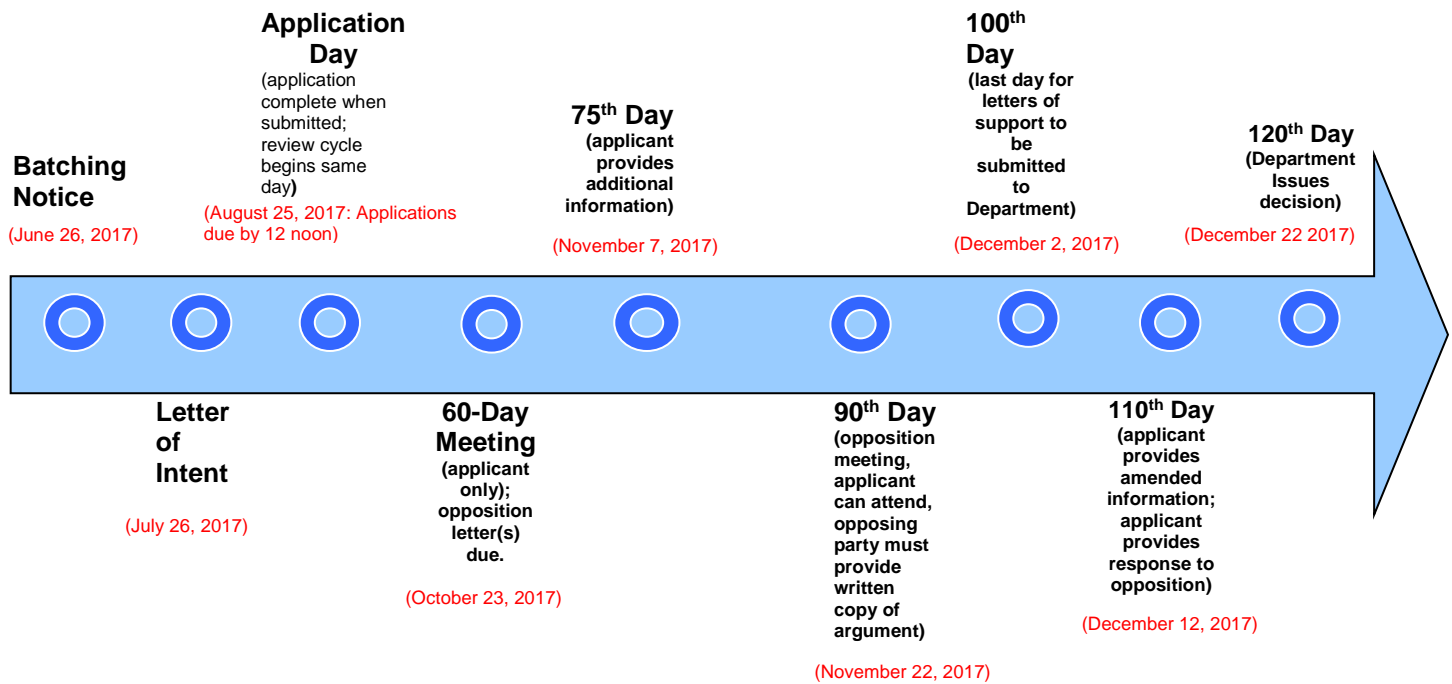 Batching
Notice
(June 26, 2017)
Letter
of
Intent
(July 26, 2017)
Application
Day
(application
complete when
submitted;
review cycle
begins same
day)
(August 25, 2017: Applications
due by 12 noon)
60-Day
Meeting
(applicant
only);
opposition
letter(s)
due.
(October 23, 2017)
75th Day
(applicant
provides
additional
information)
(November 7, 2017)
90th Day
(opposition
meeting,
applicant
can attend,
opposing
party must
provide
written
copy of
argument)
(November 22, 2017)
100th
Day
(last day for
letters of
support to
be
submitted
to
Department)
(December 2, 2017)
110th Day
(applicant
provides
amended
information;
applicant
provides
response to
opposition)
(December 12, 2017)
120th Day
(Department
Issues
decision)
(December 22 2017)